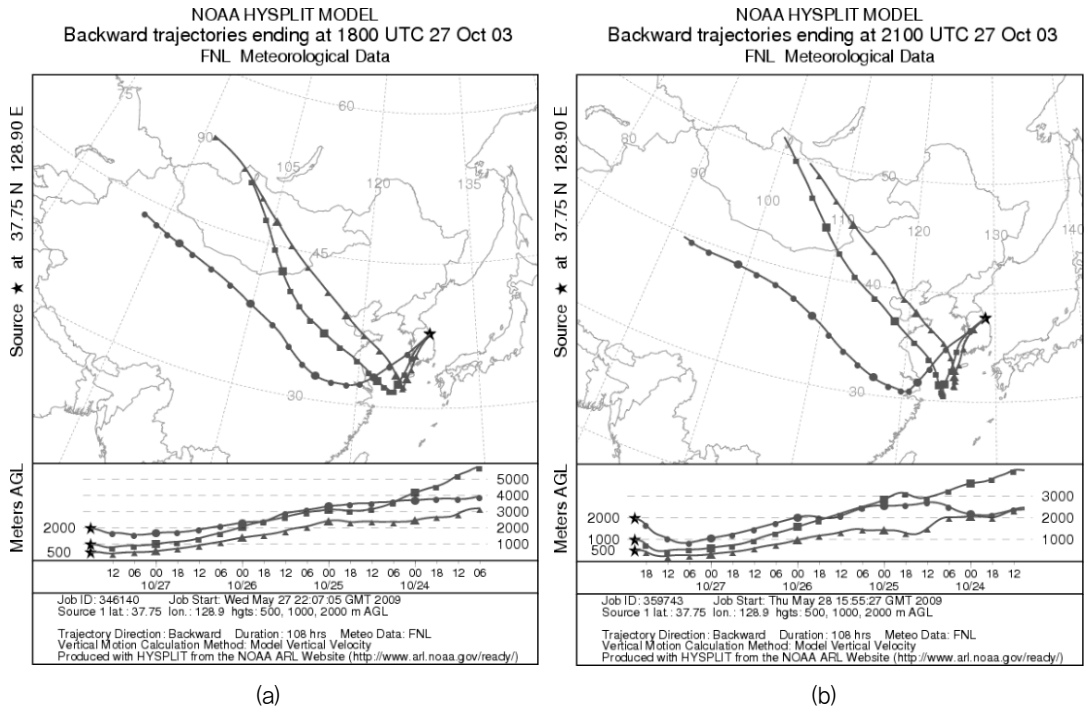 NOAA HYSPLIT MODEL
Backward trajectories ending at 1800 UTC 27 Oct 03
FNL Meteorological Data
Source ★ at 37.75 N 128.90 E
75
60
90
105
120
135
45
30
Meters AGL
5000
4000
3000
2000
1000
2000
500
12 06 00 18 12 06 00 18 12 06 00 18 12 06 00 18 12 06
10/27 10/26 10/25 10/24
Job ID: 346140 Job Start: Wed May 27 22:07:05 GMT 2009
Source 1 lat.: 37.75 lon.: 128.9 hgts: 500, 1000, 2000 m AGL
Trajectory Direction: Backward Duration: 108 hrs Meteo Data: FNL
Vertical Motion Calculation Method: Model Vertical Velocity
Produced with HYSPLIT from the NOAA ARL Website (http://www.arl.noaa.gov/ready/)
(a)
NOAA HYSPLIT MODEL
Backward trajectories ending at 2100 UTC 27 Oct 03
FNL Meteorological Data
Source ★ at 37.75 N 128.90 E
80
90
50
100
110
120
130
140
40
30
Meters AGL
3000
2000
1000
2000
1000
500
18 12 06 00 18 12 06 00 18 12 06 00 18 12 06 00 18 12
10/27 10/26 10/25 10/24
Job ID: 359743 Job Start: Thu May 28 15:55:27 GMT 2009
Source 1 lat.: 37.75 lon.: 128.9 hgts: 500, 1000, 2000 m AGL
Trajectory Direction: Backward Duration: 108 hrs Meteo Data: FNL
Vertical Motion Calculation Method: Model Vertical Velocity
Produced with HYSPLIT from the NOAA ARL Website (http://www.arl.noaa.gov/ready/)
(b)